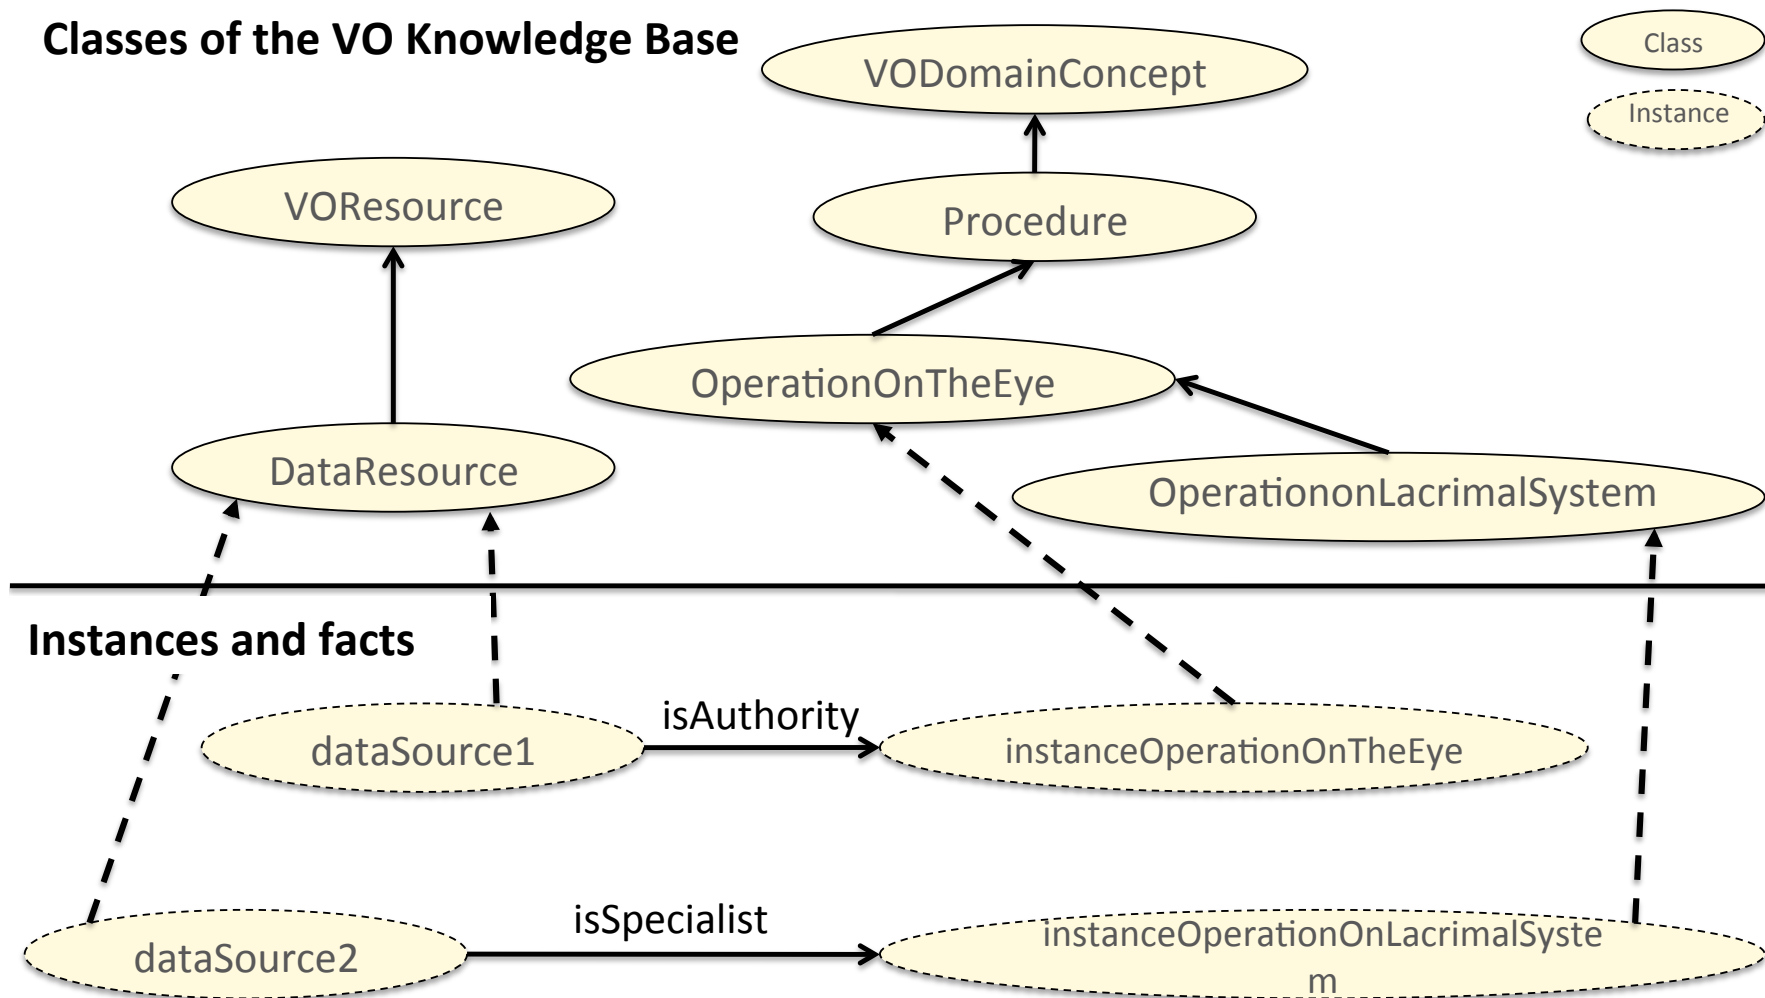 Classes of the VO Knowledge Base
VODomainConcept
Class
Instance
VOResource
Procedure
OperationOnTheEye
DataResource
OperationonLacrimalSystem
Instances and facts
isAuthority
dataSource1
instanceOperationOnTheEye
isSpecialist
dataSource2
instanceOperationOnLacrimalSyste
m